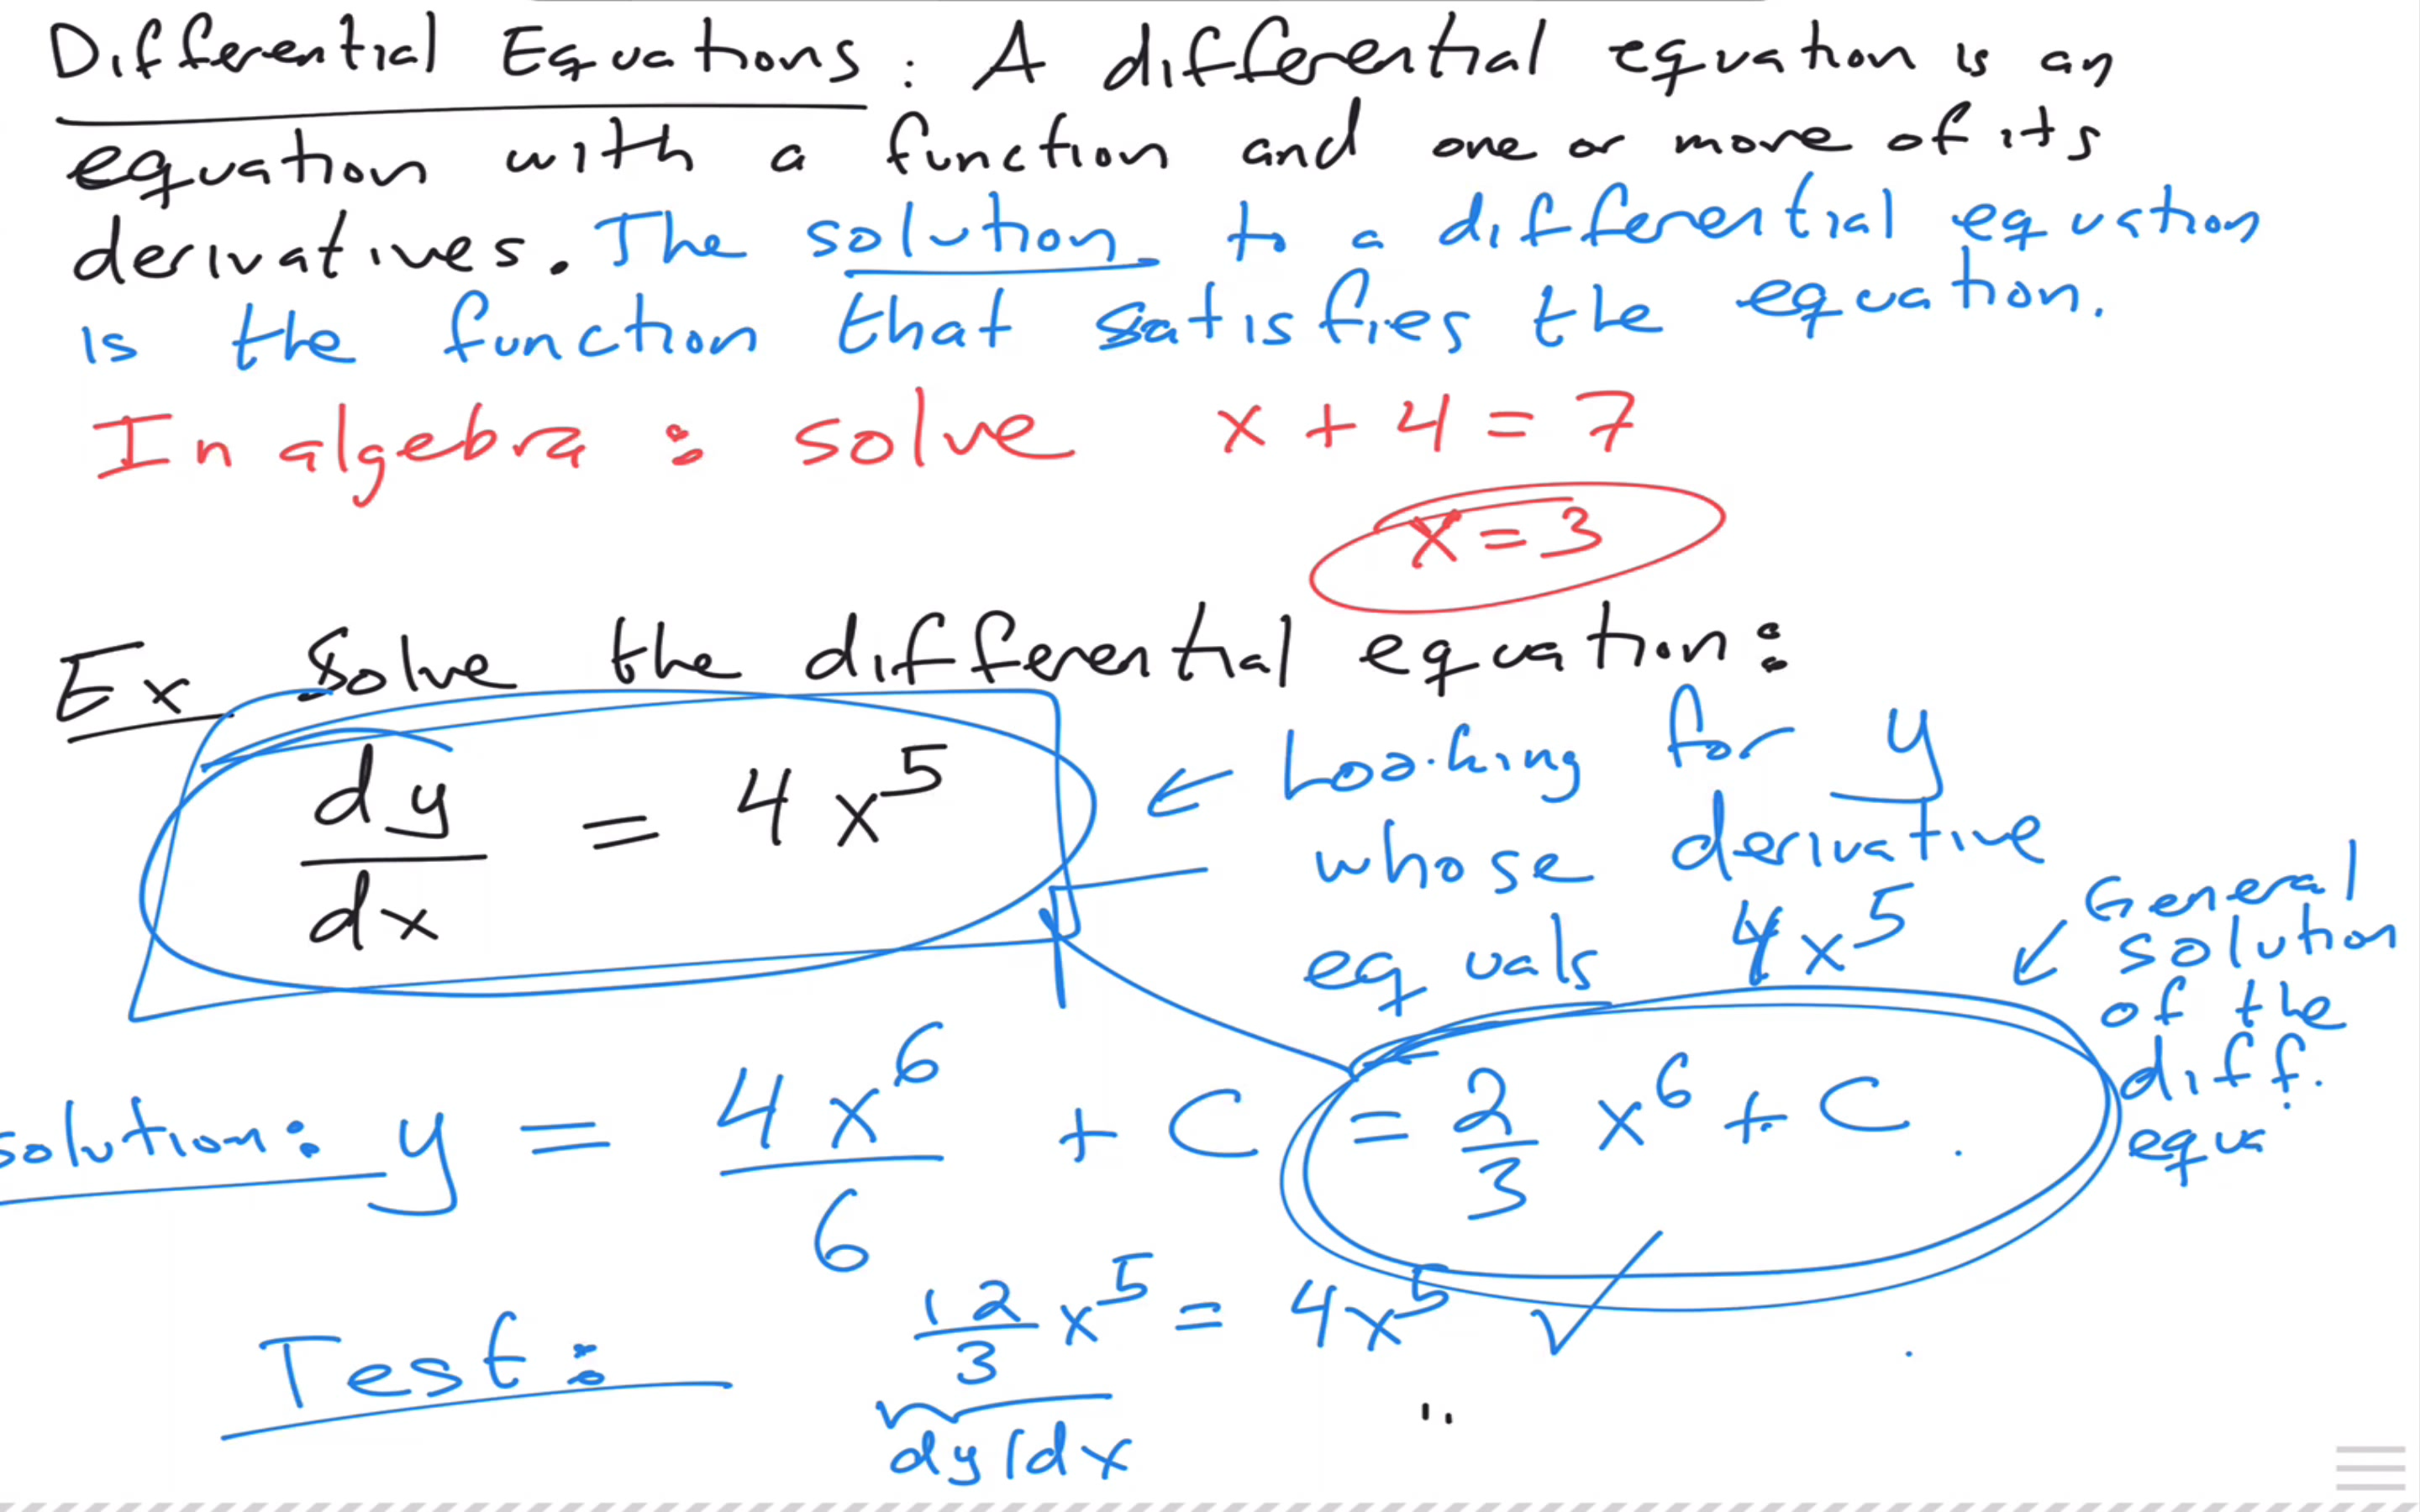 Differential Equations: A differential equation is an
equation with a function and one or more of its
derivatives. The solution to a differential equation
is the function that satisfies the equation.
In algebra: solve x + 4 = 7
x = 3
Ex Solve the differential equation:
dy/dx = 4x^5
← Looking for y
whose derivative
equals 4x^5
General
solution
of the
diff.
equa
solution: y = 4x^6/6 + C = 2/3 x^6 + C
Test: 12/3 x^5 = 4x^5 ✓
dy/dx